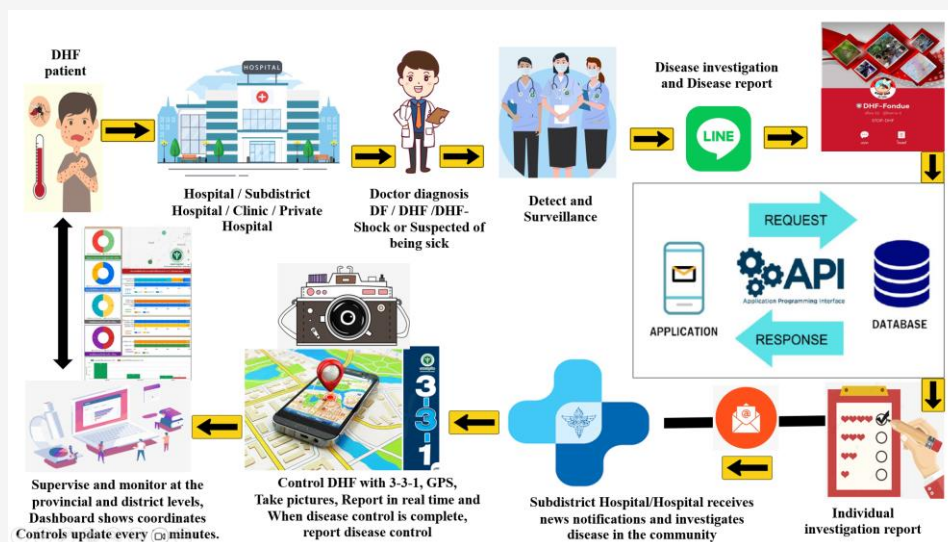 DHF
patient
HOSPITAL
Hospital / Subdistrict
Hospital / Clinic / Private
Hospital
Doctor diagnosis
DF / DHF /DHF-
Shock or Suspected of
being sick
Detect and
Surveillance
Disease investigation
and Disease report
LINE
DHF-Fondue
REQUEST
API
Application Programming Interface
APPLICATION
DATABASE
RESPONSE
Individual
investigation report
Subdistrict Hospital/Hospital receives
news notifications and investigates
disease in the community
3-3-1
Control DHF with 3-3-1, GPS,
Take pictures, Report in real time and
When disease control is complete,
report disease control
Supervise and monitor at the
provincial and district levels,
Dashboard shows coordinates
Controls update every minutes.